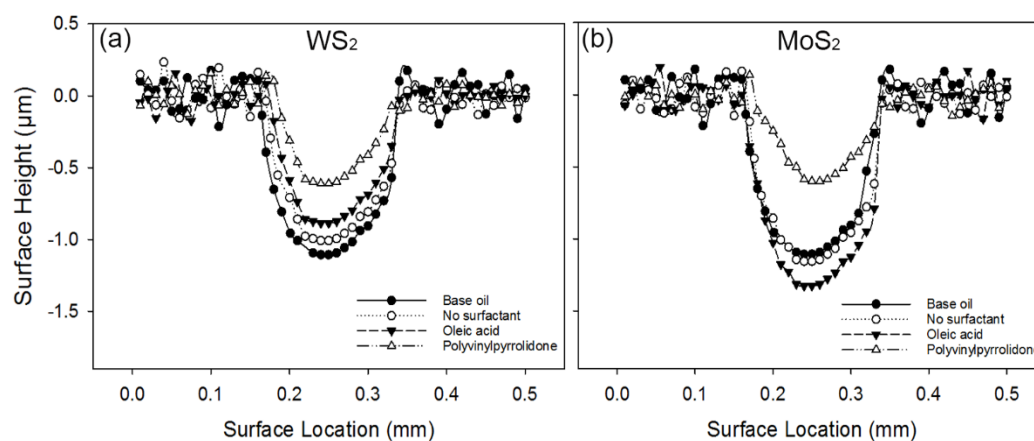 (a) WS2
(b) MoS2
Surface Height (µm)
0.5
0.0
-0.5
-1.0
-1.5
Base oil
No surfactant
Oleic acid
Polyvinylpyrrolidone
Base oil
No surfactant
Oleic acid
Polyvinylpyrrolidone
0.0 0.1 0.2 0.3 0.4 0.5
0.0 0.1 0.2 0.3 0.4 0.5
Surface Location (mm)
Surface Location (mm)